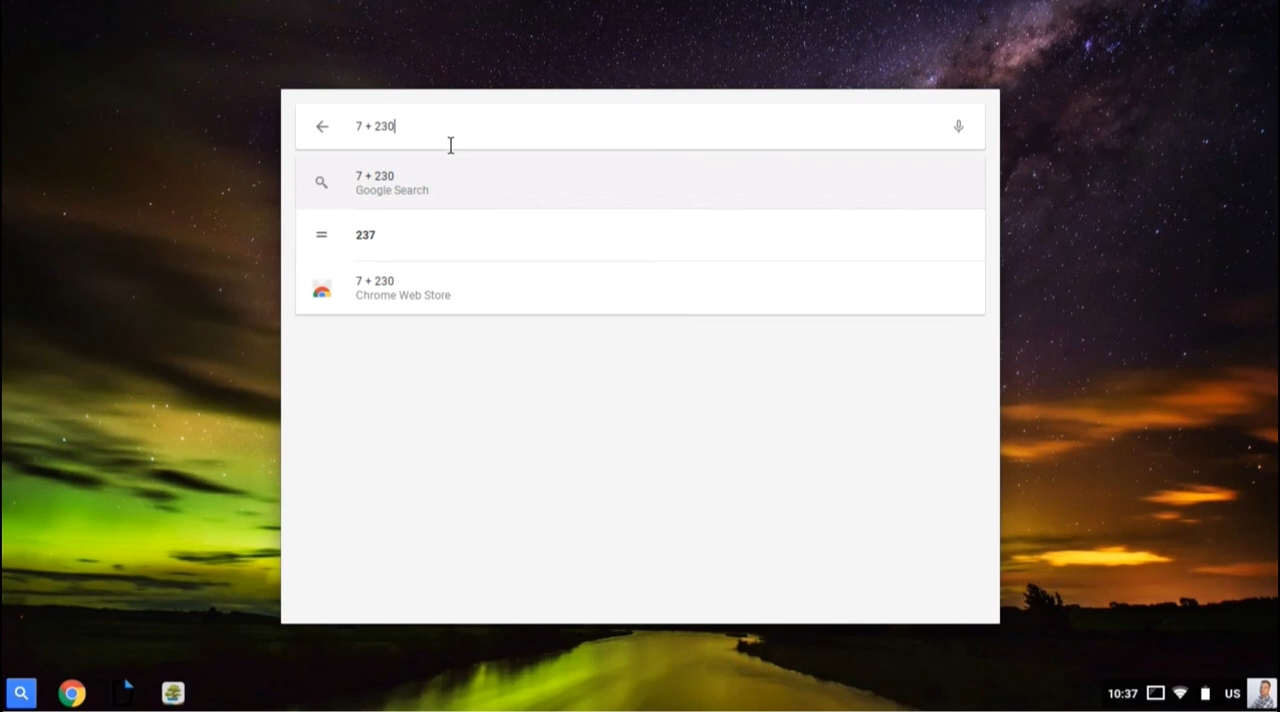 7 + 230
7 + 230
Google Search
237
7 + 230
Chrome Web Store
10:37 US